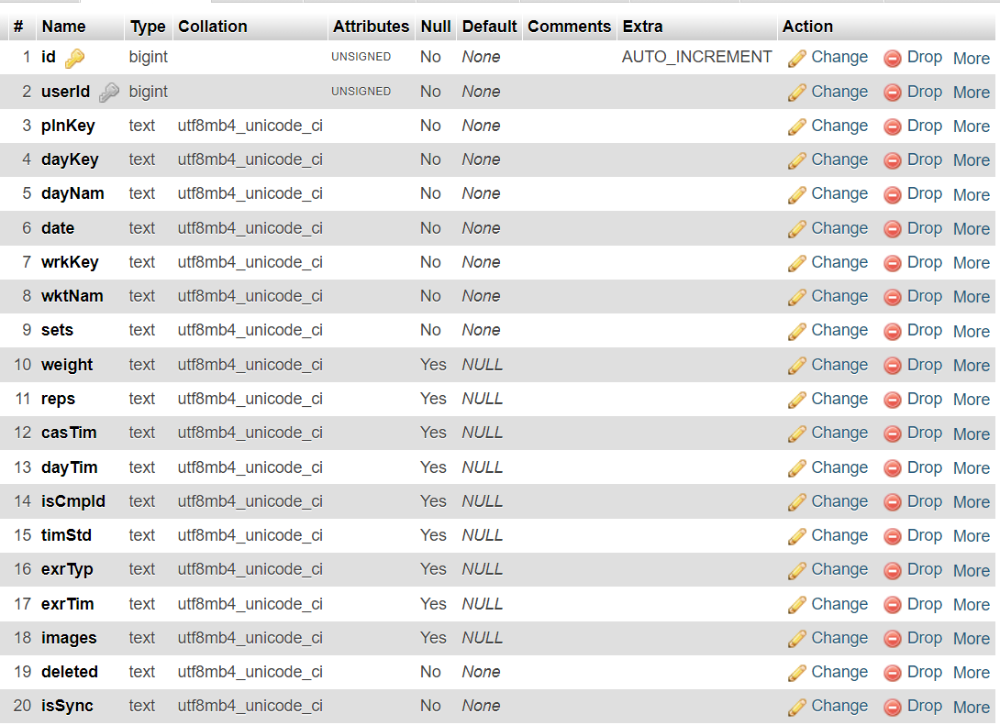 # Name Type Collation Attributes Null Default Comments Extra Action
1 id bigint UNSIGNED No None AUTO_INCREMENT Change Drop More
2 userId bigint UNSIGNED No None Change Drop More
3 plnKey text utf8mb4_unicode_ci No None Change Drop More
4 dayKey text utf8mb4_unicode_ci No None Change Drop More
5 dayNam text utf8mb4_unicode_ci No None Change Drop More
6 date text utf8mb4_unicode_ci No None Change Drop More
7 wrkKey text utf8mb4_unicode_ci No None Change Drop More
8 wktNam text utf8mb4_unicode_ci No None Change Drop More
9 sets text utf8mb4_unicode_ci No None Change Drop More
10 weight text utf8mb4_unicode_ci Yes NULL Change Drop More
11 reps text utf8mb4_unicode_ci Yes NULL Change Drop More
12 casTim text utf8mb4_unicode_ci Yes NULL Change Drop More
13 dayTim text utf8mb4_unicode_ci Yes NULL Change Drop More
14 isCmpld text utf8mb4_unicode_ci Yes NULL Change Drop More
15 timStd text utf8mb4_unicode_ci Yes NULL Change Drop More
16 exrTyp text utf8mb4_unicode_ci Yes NULL Change Drop More
17 exrTim text utf8mb4_unicode_ci Yes NULL Change Drop More
18 images text utf8mb4_unicode_ci Yes NULL Change Drop More
19 deleted text utf8mb4_unicode_ci No None Change Drop More
20 isSync text utf8mb4_unicode_ci No None Change Drop More